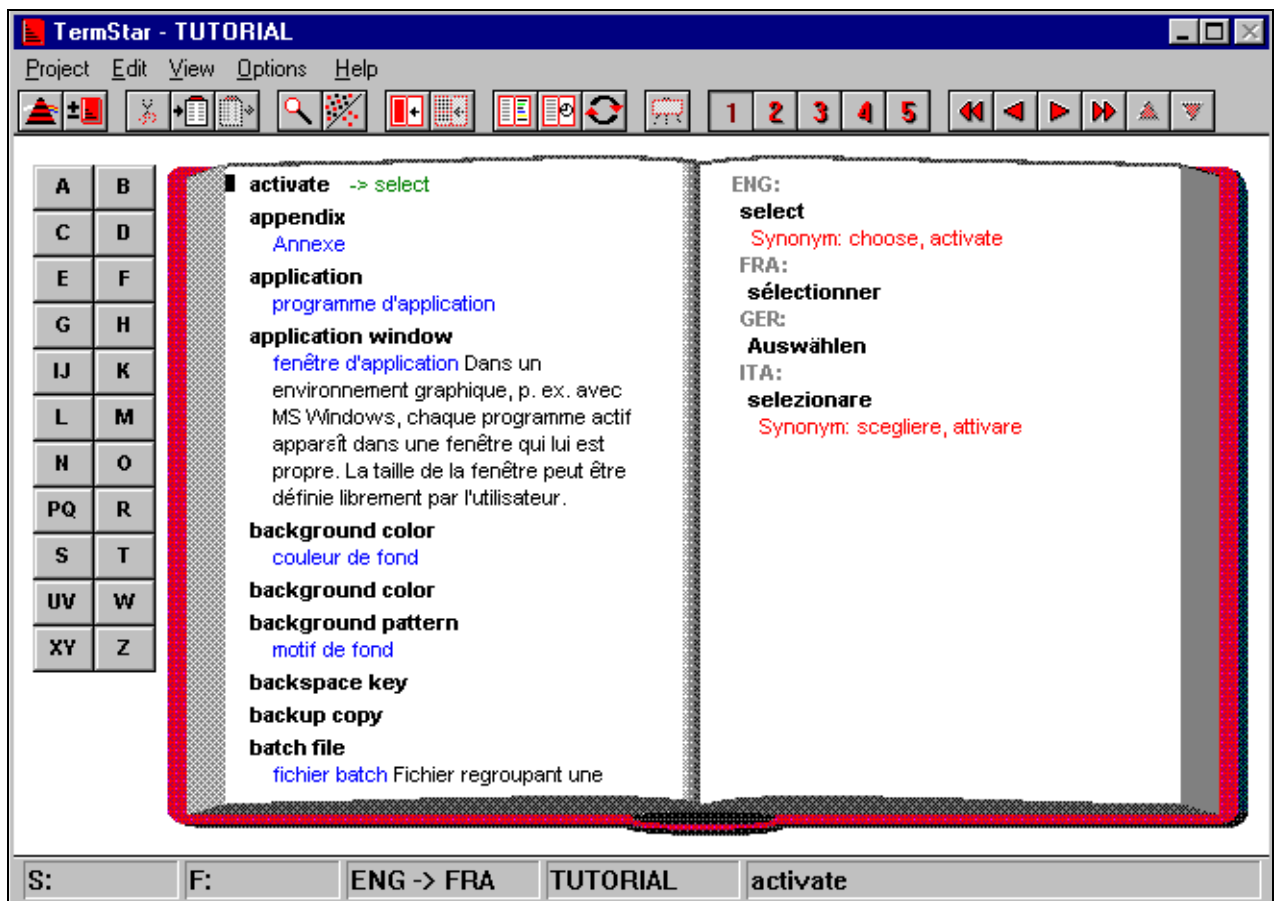 TermStar - TUTORIAL
Project Edit View Options Help
1 2 3 4 5
A B
C D
E F
G H
IJ K
L M
N O
PQ R
S T
UV W
XY Z
activate -> select
appendix
Annexe
application
programme d'application
application window
fenêtre d'application Dans un
environnement graphique, p. ex. avec
MS Windows, chaque programme actif
apparaît dans une fenêtre qui lui est
propre. La taille de la fenêtre peut être
définie librement par l'utilisateur.
background color
couleur de fond
background color
background pattern
motif de fond
backspace key
backup copy
batch file
fichier batch Fichier regroupant une
ENG:
select
Synonym: choose, activate
FRA:
sélectionner
GER:
Auswählen
ITA:
selezionare
Synonym: scegliere, attivare
S: F: ENG -> FRA TUTORIAL activate